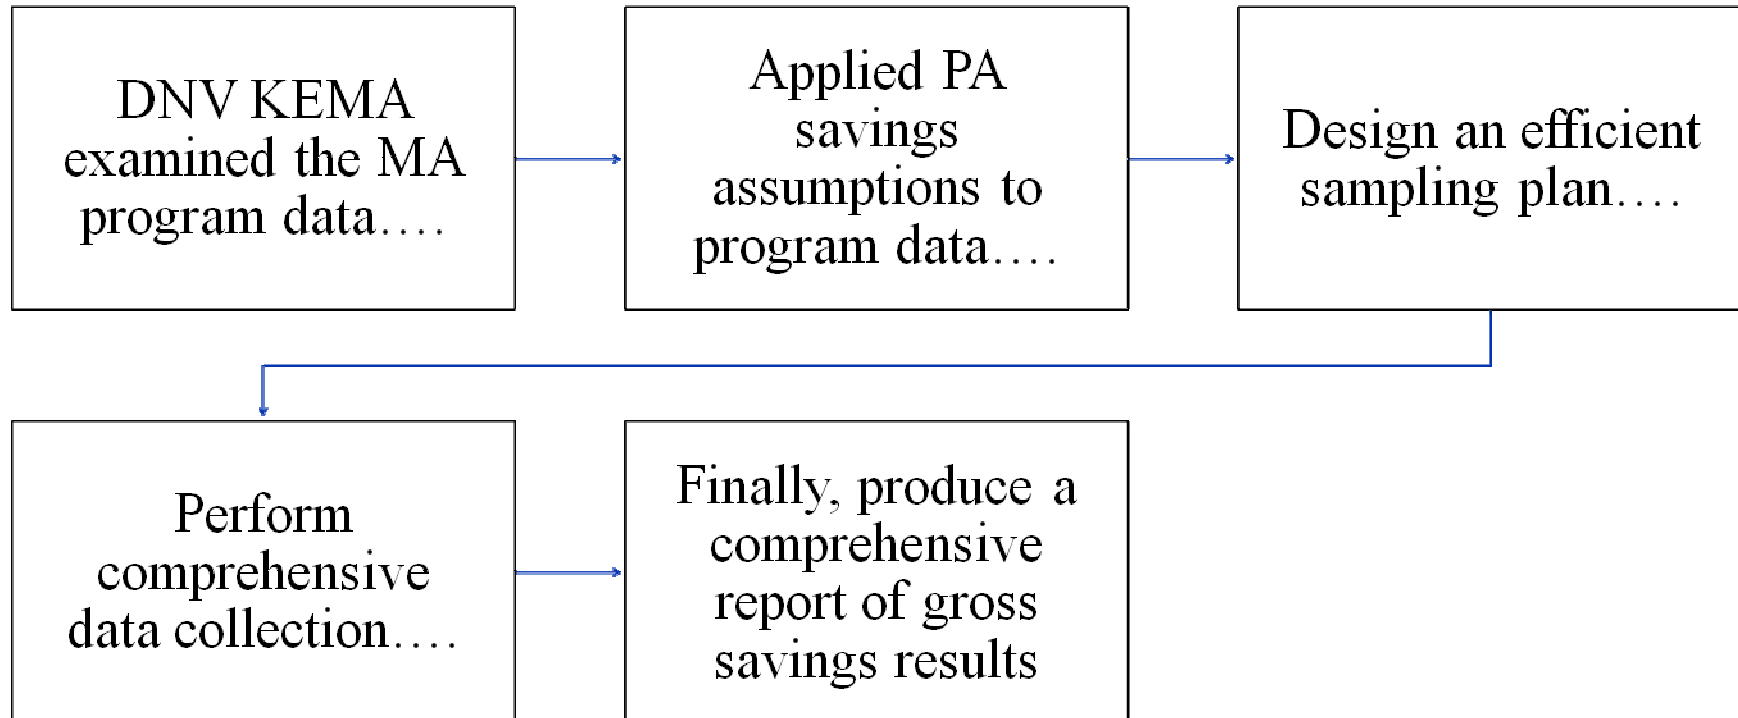 DNV KEMA
examined the MA
program data....
Applied PA
savings
assumptions to
program data....
Design an efficient
sampling plan....
Perform
comprehensive
data collection....
Finally, produce a
comprehensive
report of gross
savings results